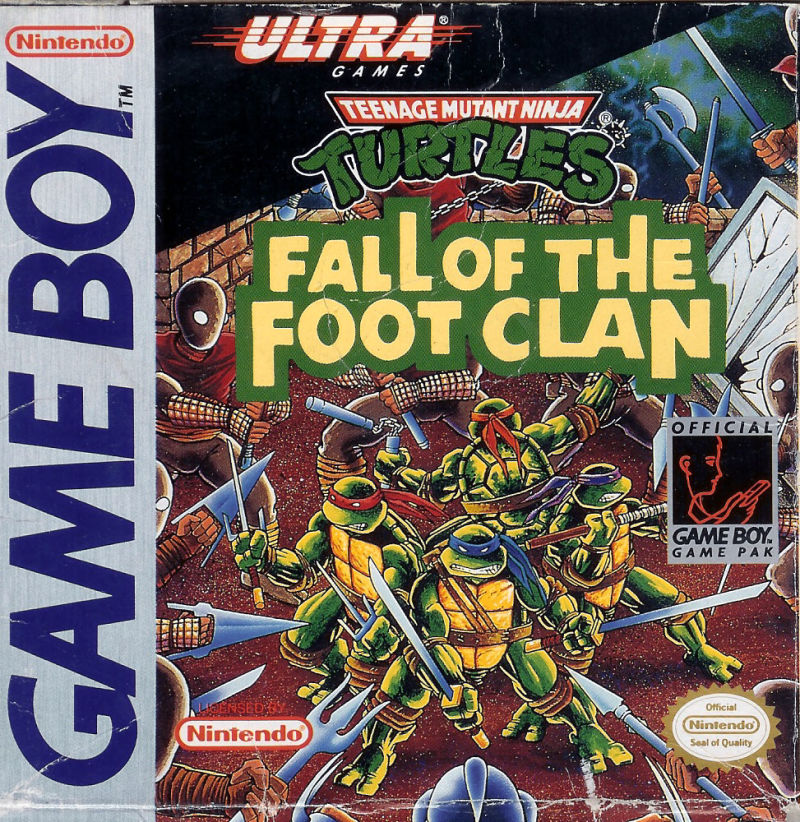 Nintendo®
GAME BOY
TM
ULTRA®
GAMES
TEENAGE MUTANT NINJA
TURTLES®
FALL OF THE
FOOT CLAN
OFFICIAL
GAME BOY™
GAME PAK
LICENSED BY
Nintendo®
Official
Nintendo®
Seal of Quality